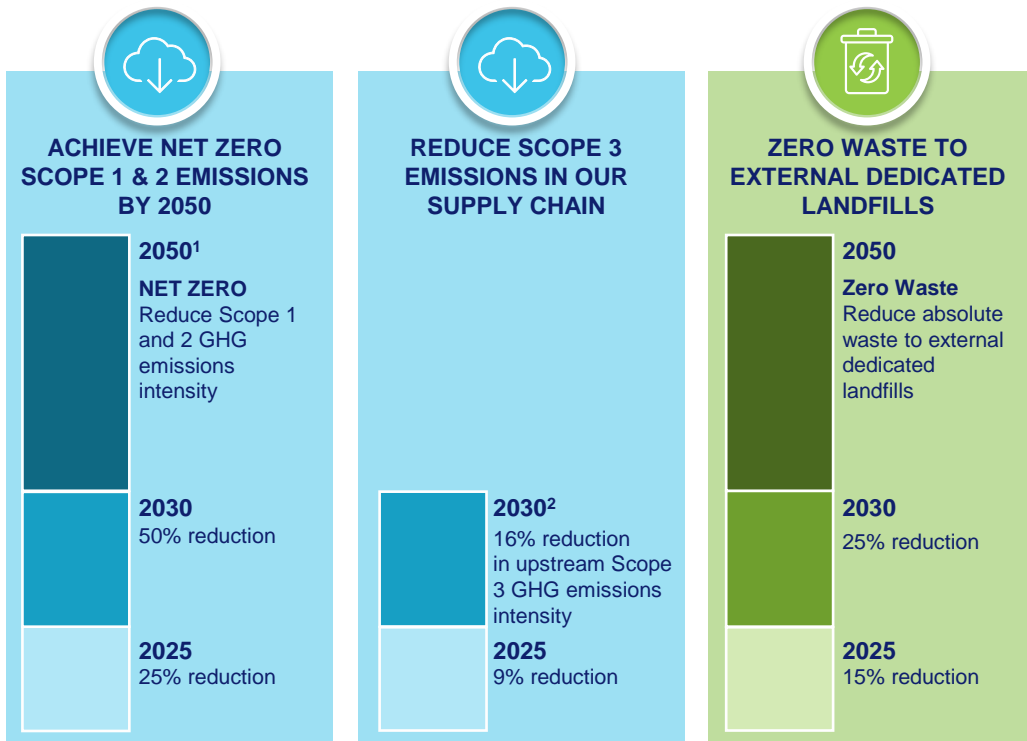 ACHIEVE NET ZERO
SCOPE 1 & 2 EMISSIONS
BY 2050
2050¹
NET ZERO
Reduce Scope 1
and 2 GHG
emissions
intensity
2030
50% reduction
2025
25% reduction
REDUCE SCOPE 3
EMISSIONS IN OUR
SUPPLY CHAIN
2030²
16% reduction
in upstream Scope
3 GHG emissions
intensity
2025
9% reduction
ZERO WASTE TO
EXTERNAL DEDICATED
LANDFILLS
2050
Zero Waste
Reduce absolute
waste to external
dedicated
landfills
2030
25% reduction
2025
15% reduction